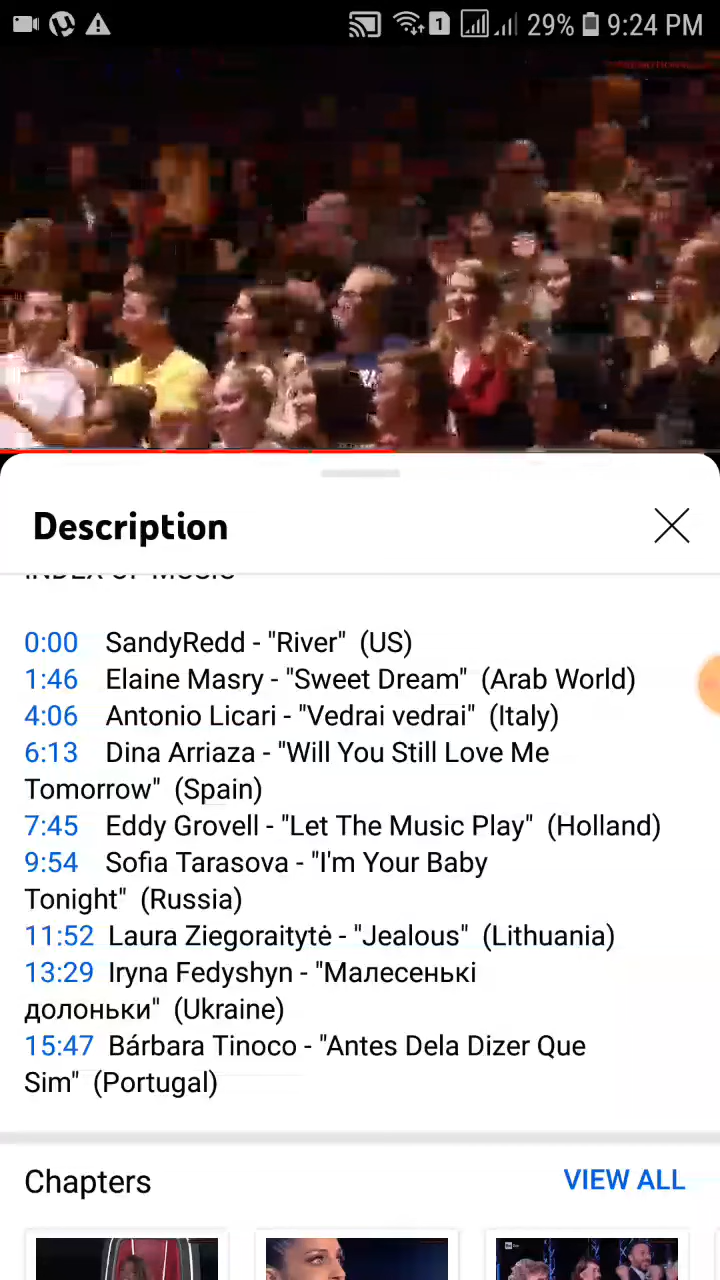 1
29%
9:24 PM
Description
INDEX OF MUSIC
0:00 SandyRedd - "River" (US)
1:46 Elaine Masry - "Sweet Dream" (Arab World)
4:06 Antonio Licari - "Vedrai vedrai" (Italy)
6:13 Dina Arriaza - "Will You Still Love Me
Tomorrow" (Spain)
7:45 Eddy Grovell - "Let The Music Play" (Holland)
9:54 Sofia Tarasova - "I'm Your Baby
Tonight" (Russia)
11:52 Laura Ziegoraitytė - "Jealous" (Lithuania)
13:29 Iryna Fedyshyn - "Малесенькі
долоньки" (Ukraine)
15:47 Bárbara Tinoco - "Antes Dela Dizer Que
Sim" (Portugal)
Chapters
VIEW ALL